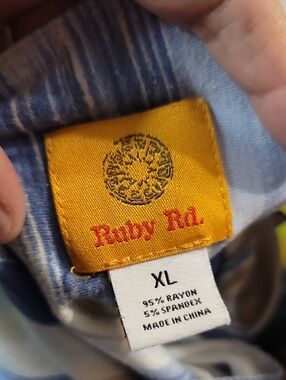 Ruby Rd.
XL
95% RAYON
5% SPANDEX
MADE IN CHINA